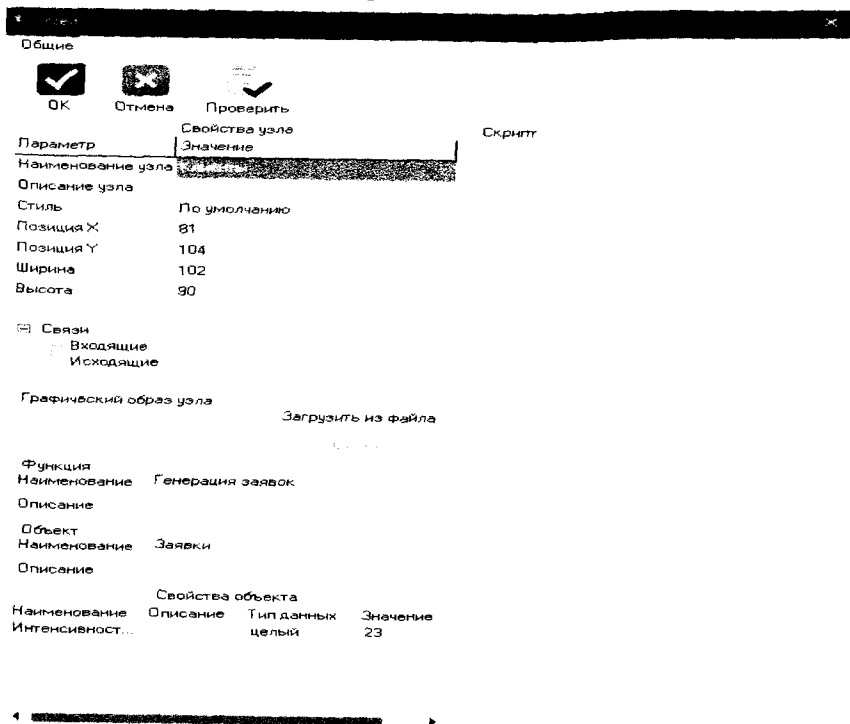 Общие
OK Отмена Проверить
Свойства узла Скрипт
Параметр Значение
Наименование узла
Описание узла
Стиль По умолчанию
Позиция X 81
Позиция Y 104
Ширина 102
Высота 90
Связи
Входящие
Исходящие
Графический образ узла
Загрузить из файла
Функция
Наименование Генерация заявок
Описание
Объект
Наименование Заявки
Описание
Свойства объекта
Наименование Описание Тип данных Значение
Интенсивност... целый 23